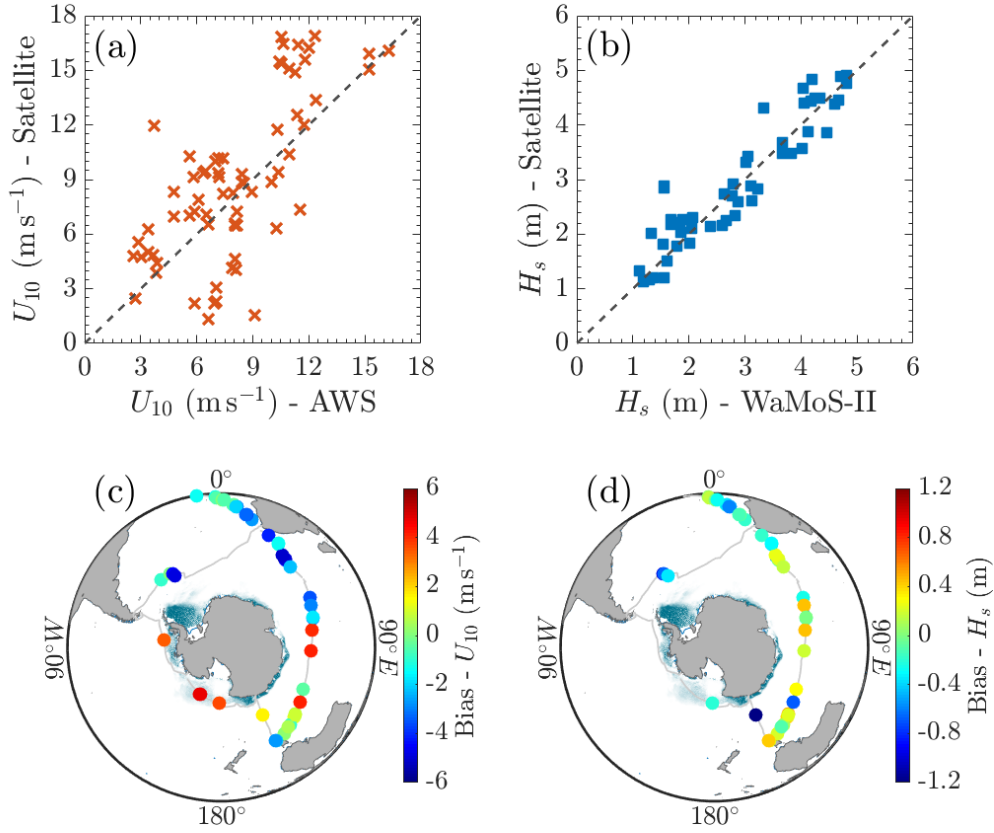 (a)
U₁₀ (m s⁻¹) - Satellite
18
15
12
9
6
3
0
0 3 6 9 12 15 18
U₁₀ (m s⁻¹) - AWS
(b)
H_s (m) - Satellite
6
5
4
3
2
1
0
0 1 2 3 4 5 6
H_s (m) - WaMoS-II
(c)
0°
90°W
90°E
180°
6
4
2
0
-2
-4
-6
Bias - U₁₀ (m s⁻¹)
(d)
0°
90°W
90°E
180°
1.2
0.8
0.4
0
-0.4
-0.8
-1.2
Bias - H_s (m)